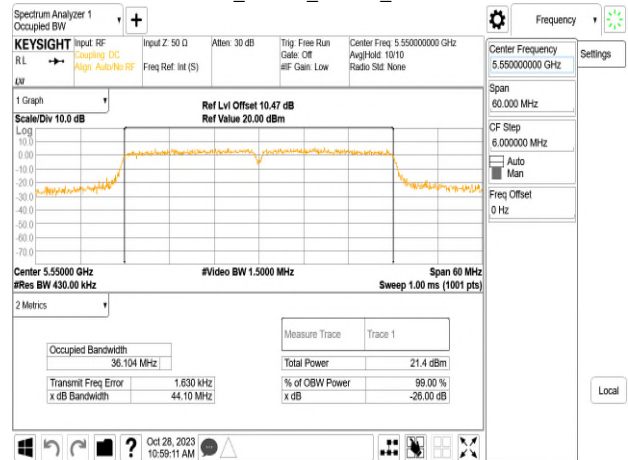 Spectrum Analyzer 1
Occupied BW
Frequency
KEYSIGHT
RL
Input: RF
Coupling: DC
Align: Auto/No RF
Input Z: 50 Ω
Freq Ref: Int (S)
Atten: 30 dB
Trig: Free Run
Gate: Off
#IF Gain: Low
Center Freq: 5.550000000 GHz
Avg|Hold: 10/10
Radio Std: None
Center Frequency
5.550000000 GHz
Settings
Span
60.000 MHz
CF Step
6.000000 MHz
Auto
Man
Freq Offset
0 Hz
Local
1 Graph
Scale/Div 10.0 dB
Ref Lvl Offset 10.47 dB
Ref Value 20.00 dBm
Log
10.0
0.00
-10.0
-20.0
-30.0
-40.0
-50.0
-60.0
-70.0
Center 5.55000 GHz
#Res BW 430.00 kHz
#Video BW 1.5000 MHz
Span 60 MHz
Sweep 1.00 ms (1001 pts)
2 Metrics
Measure Trace Trace 1
Occupied Bandwidth
36.104 MHz
Total Power 21.4 dBm
Transmit Freq Error 1.630 kHz
% of OBW Power 99.00 %
x dB Bandwidth 44.10 MHz
x dB -26.00 dB
Oct 28, 2023
10:59:11 AM